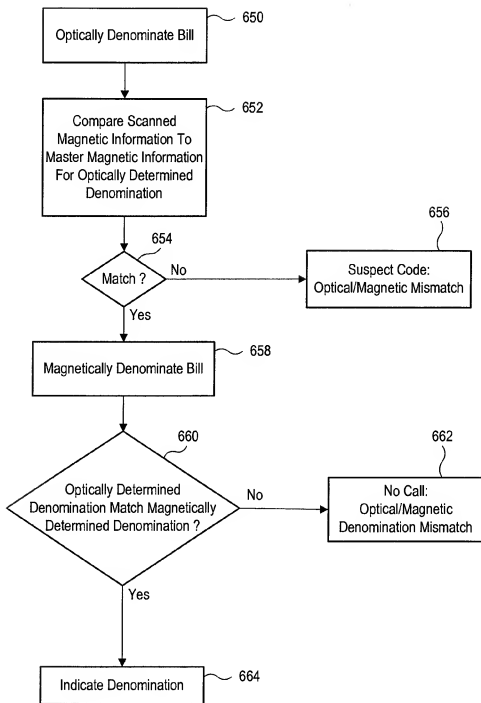 650
Optically Denominate Bill
652
Compare Scanned
Magnetic Information To
Master Magnetic Information
For Optically Determined
Denomination
654
Match ?
No
Yes
656
Suspect Code:
Optical/Magnetic Mismatch
658
Magnetically Denominate Bill
660
Optically Determined
Denomination Match Magnetically
Determined Denomination ?
No
Yes
662
No Call:
Optical/Magnetic
Denomination Mismatch
664
Indicate Denomination